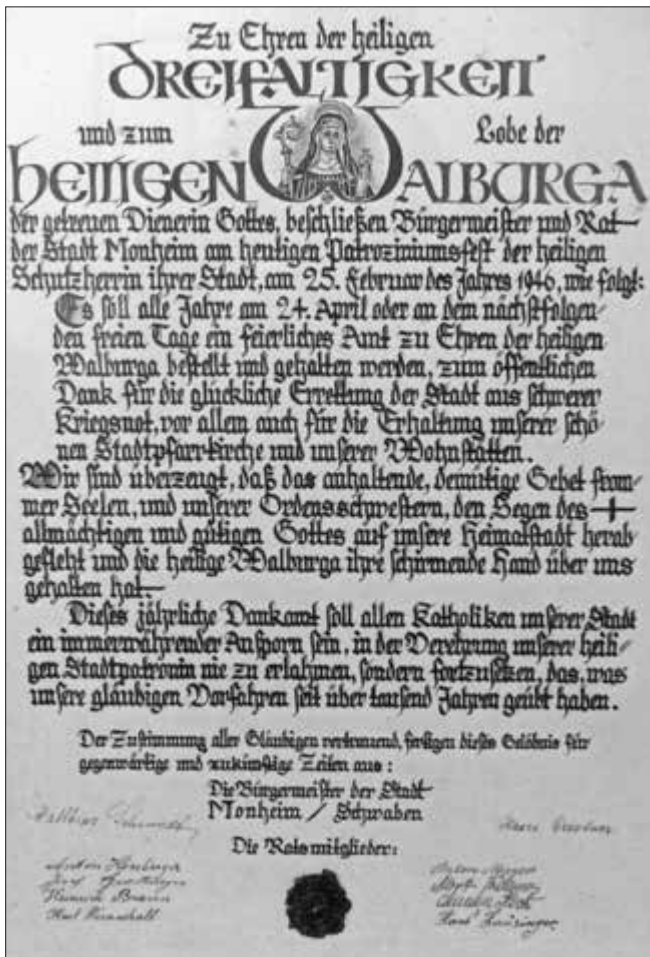 Zu Ehren der heiligen
DREIFALTIGKEIT
und zum Lobe der
HEILIGEN WALBURGA
der getreuen Dienerin Gottes, beschließen Bürgermeister und Rat
der Stadt Monheim am heutigen Patroziniumsfest der heiligen
Schutzherrin ihrer Stadt, am 25. Februar des Jahres 1946, wie folgt:
Es soll alle Jahre am 24. April oder an dem nächstfolgen-
den freien Tage ein feierliches Amt zu Ehren der heiligen
Walburga bestellt und gehalten werden, zum öffentlichen
Dank für die glückliche Errettung der Stadt aus schwerer
Kriegsnot, vor allem auch für die Erhaltung unserer schö-
nen Stadtpfarrkirche und unserer Wohnstätten.
Wir sind überzeugt, daß das anhaltende, demütige Gebet from-
mer Seelen, und unserer Ordensschwestern, den Segen des
allmächtigen und gütigen Gottes auf unsere Heimatstadt herab
gefleht und die heilige Walburga ihre schirmende Hand über uns
gehalten hat.
Dieses jährliche Dankamt soll allen Katholiken unserer Stadt
ein immerwährender Ansporn sein, in der Verehrung unserer heili-
gen Stadtpatronin nie zu erlahmen, sondern fortzusetzen, das, was
unsere gläubigen Vorfahren seit über tausend Jahren geübt haben.
Der Zustimmung aller Gläubigen vertrauend, fertigen dieses Gelöbnis für
gegenwärtige und zukünftige Zeiten aus:
Die Bürgermeister der Stadt
Monheim / Schwaben
Die Ratsmitglieder: